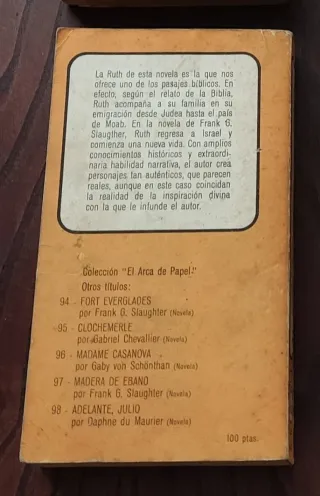 La Ruth de esta novela es la que nos
ofrece uno de los pasajes bíblicos. En
efecto, según el relato de la Biblia,
Ruth acompaña a su familia en su
emigración desde Judea hasta el país
de Moab. En la novela de Frank G.
Slaugther, Ruth regresa a Israel y
comienza una nueva vida. Con amplios
conocimientos históricos y extraordi-
naria habilidad narrativa, el autor crea
personajes tan auténticos, que parecen
reales, aunque en este caso coincidan
la realidad de la inspiración divina
con la que le infunde el autor.
Colección "El Arca de Papel"
Otros títulos:
94 - FORT EVERGLADES
por Frank G. Slaughter (Novela)
95 - CLOCHEMERLE
por Gabriel Chevallier (Novela)
96 - MADAME CASANOVA
por Gaby von Schönthan (Novela)
97 - MADERA DE EBANO
por Frank G. Slaughter (Novela)
98 - ADELANTE, JULIO
por Daphne du Maurier (Novela)
100 ptas.